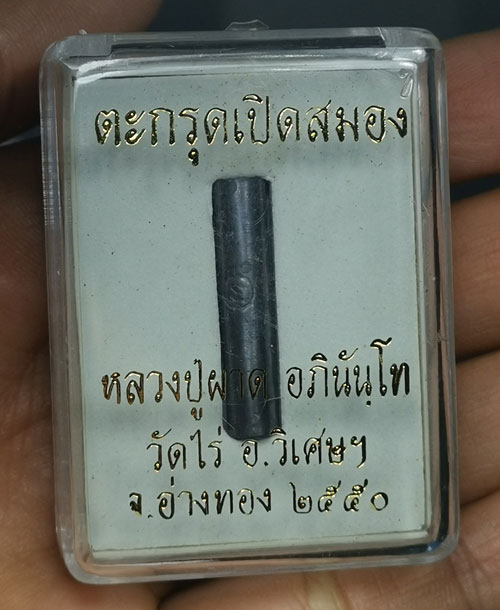 ตะกรุดเปิดสมอง
หลวงปู่ผาด อภินันฺโท
วัดไร่ อ.วิเศษฯ
จ.อ่างทอง ๒๕๕๐